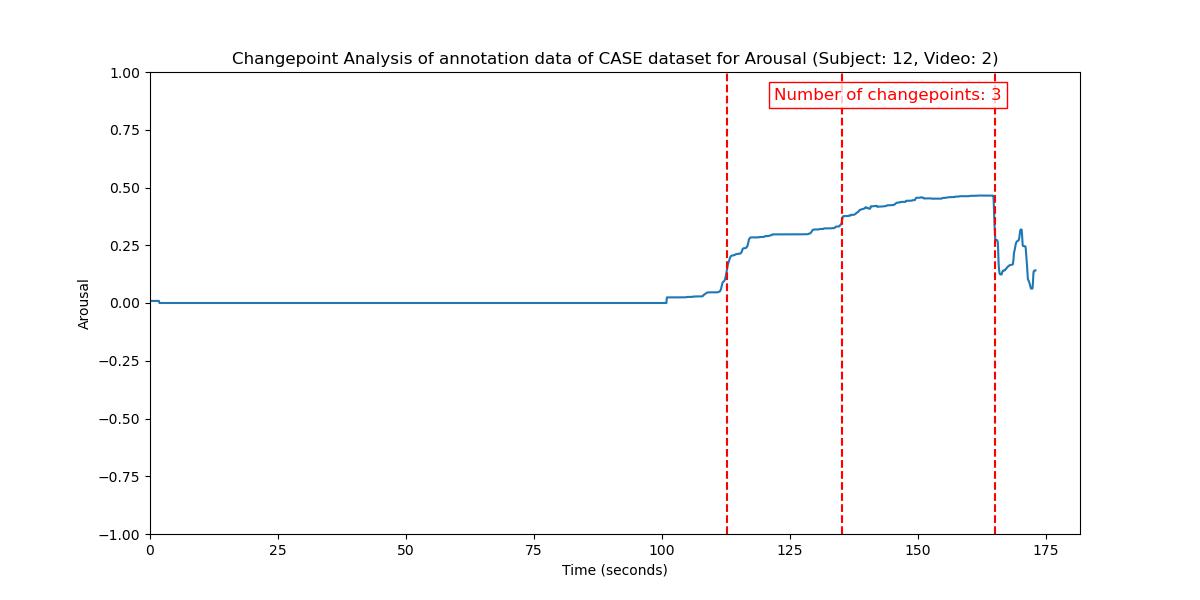 Changepoint Analysis of annotation data of CASE dataset for Arousal (Subject: 12, Video: 2)
Number of changepoints: 3
1.00
0.75
0.50
0.25
0.00
−0.25
−0.50
−0.75
−1.00
Arousal
0 25 50 75 100 125 150 175
Time (seconds)